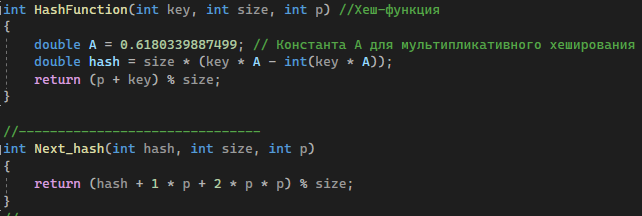 int HashFunction(int key, int size, int p) //Хеш-функция
{
double A = 0.6180339887499; // Константа A для мультипликативного хеширования
double hash = size * (key * A - int(key * A));
return (p + key) % size;
}
//-------------------------------
int Next_hash(int hash, int size, int p)
{
return (hash + 1 * p + 2 * p * p) % size;
}